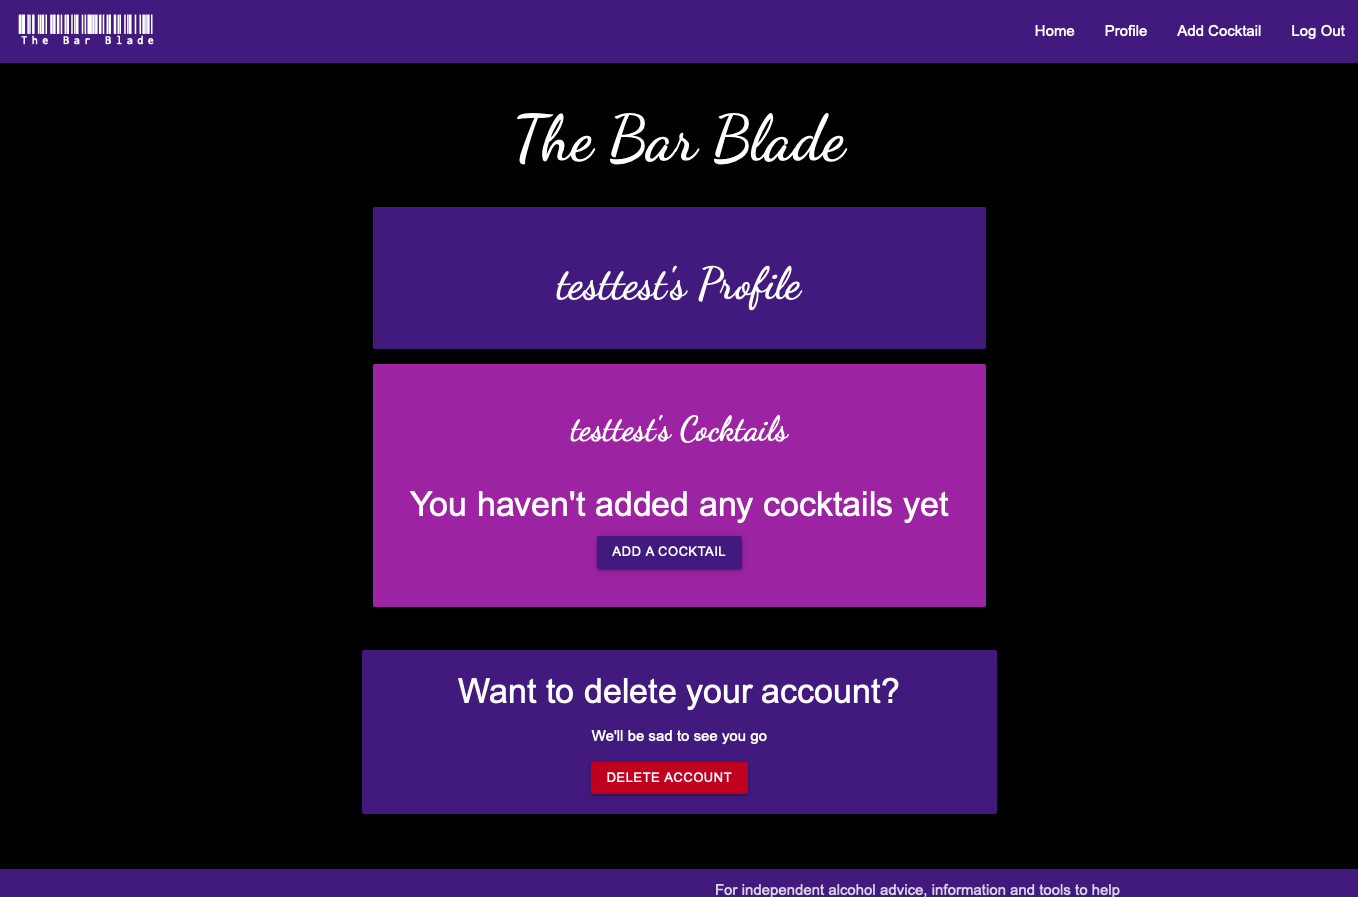 The Bar Blade
Home Profile Add Cocktail Log Out
The Bar Blade
testtest's Profile
testtest's Cocktails
You haven't added any cocktails yet
ADD A COCKTAIL
Want to delete your account?
We'll be sad to see you go
DELETE ACCOUNT
For independent alcohol advice, information and tools to help